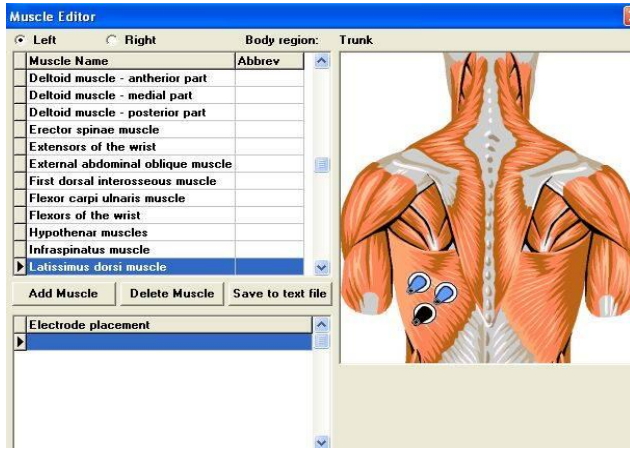 Muscle Editor
Left Right Body region: Trunk
Muscle Name Abbrev
Deltoid muscle - antherior part
Deltoid muscle - medial part
Deltoid muscle - posterior part
Erector spinae muscle
Extensors of the wrist
External abdominal oblique muscle
First dorsal interosseous muscle
Flexor carpi ulnaris muscle
Flexors of the wrist
Hypothenar muscles
Infraspinatus muscle
Latissimus dorsi muscle
Add Muscle Delete Muscle Save to text file
Electrode placement